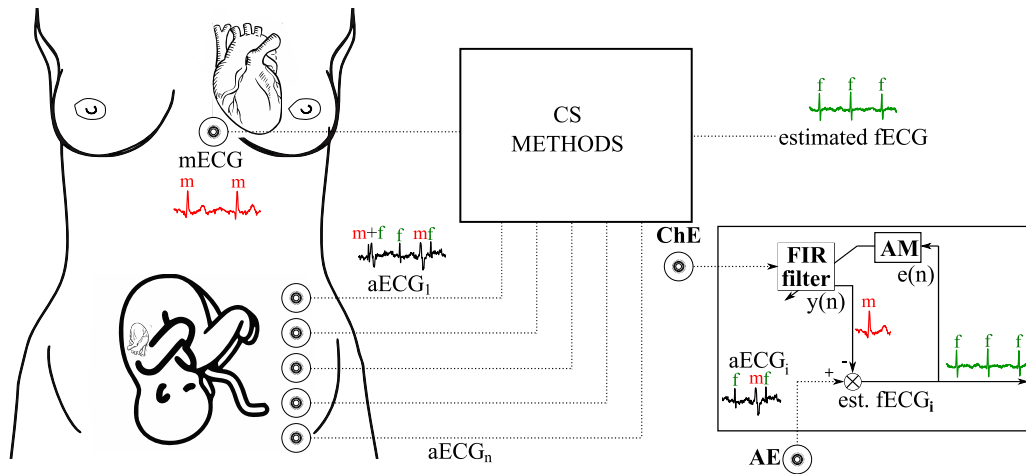 CS
METHODS
f f f
estimated fECG
mECG
m m
m+f f mf
aECG1
aECGn
ChE
FIR
filter
AM
e(n)
y(n)
m
-
f f f
aECGi
f mf
+
est. fECGi
AE